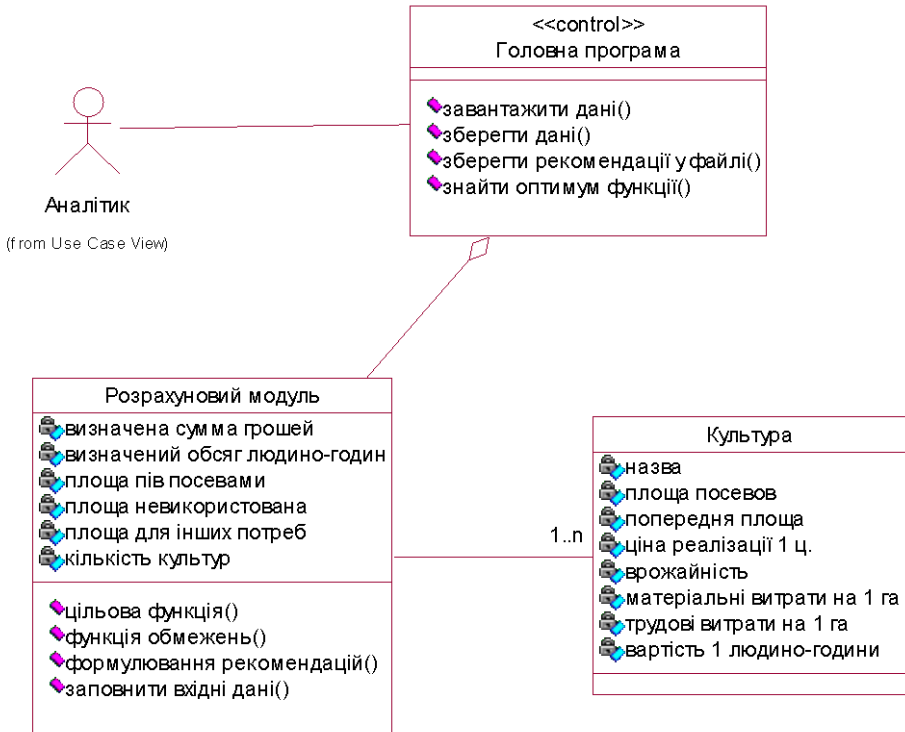 <<control>>
Головна програма
завантажити дані()
зберегти дані()
зберегти рекомендації у файлі()
знайти оптимум функції()
Аналітик
(from Use Case View)
Розрахуновий модуль
визначена сумма грошей
визначений обсяг людино-годин
площа пів посевами
площа невикористована
площа для інших потреб
кількість культур
цільова функція()
функція обмежень()
формулювання рекомендацій()
заповнити вхідні дані()
1..n
Культура
назва
площа посевов
попередня площа
ціна реалізації 1 ц.
врожайність
матеріальні витрати на 1 га
трудові витрати на 1 га
вартість 1 людино-години